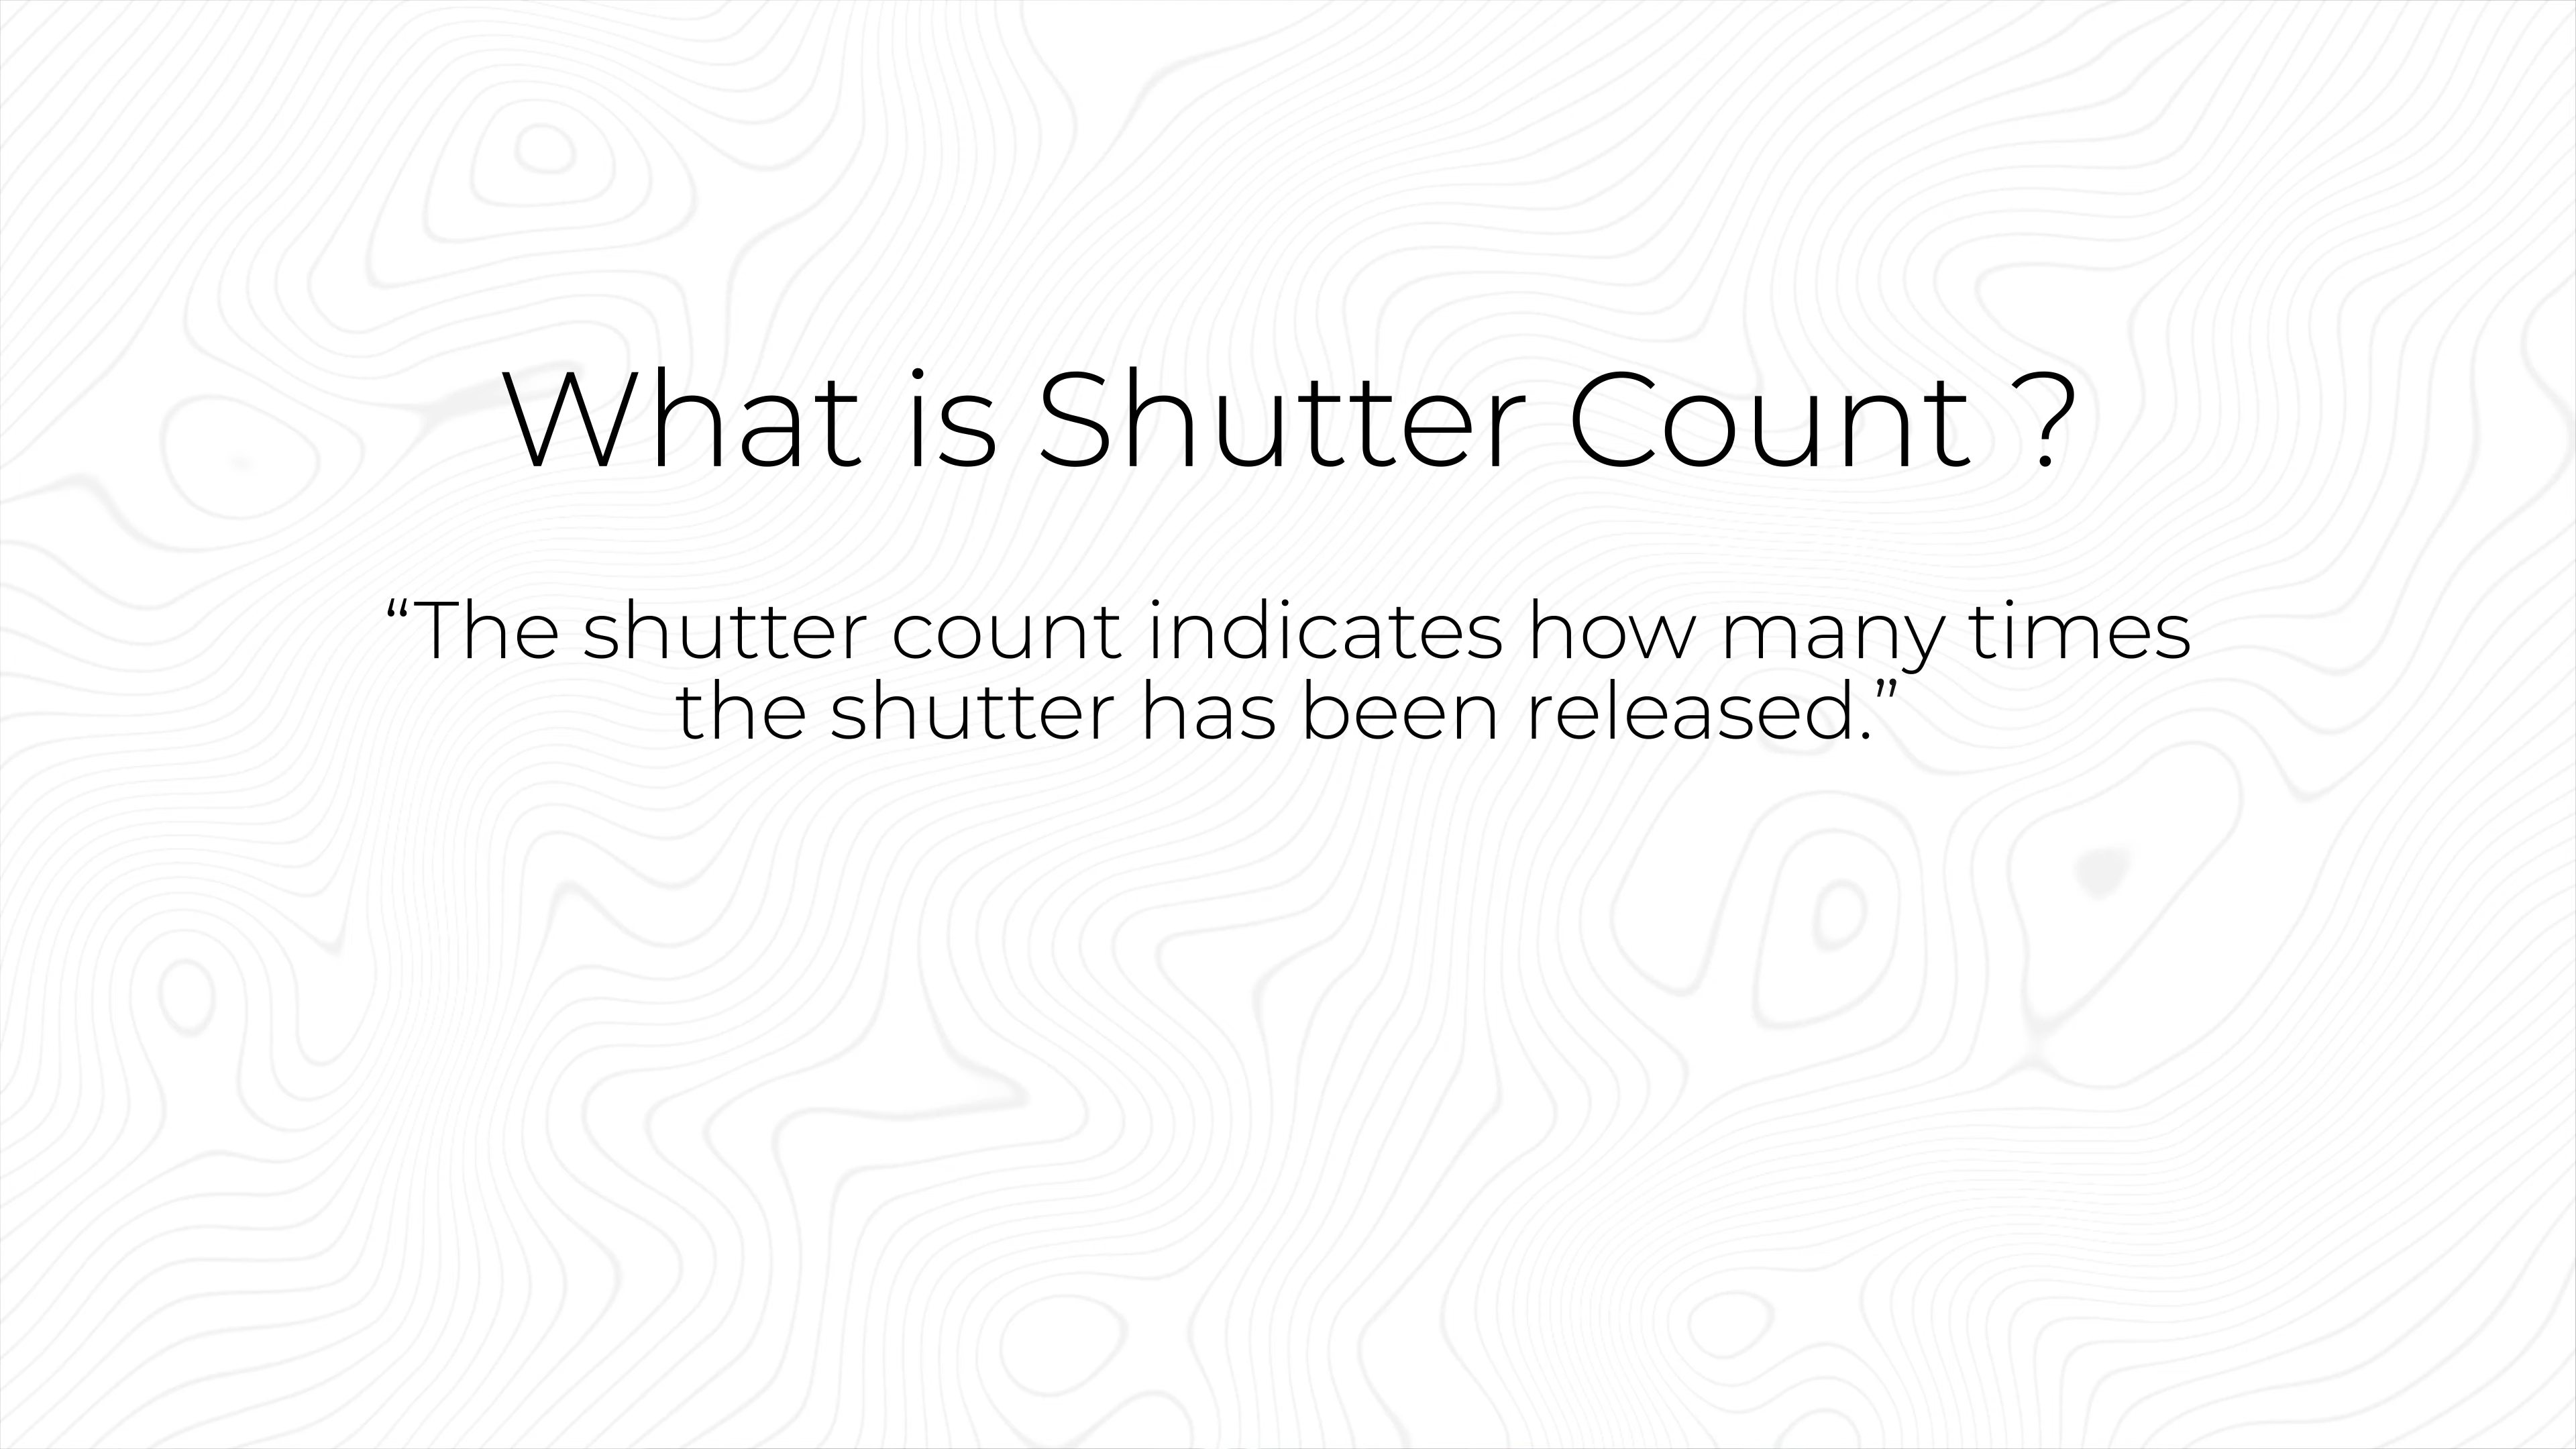 What is Shutter Count ?
“The shutter count indicates how many times
the shutter has been released.”